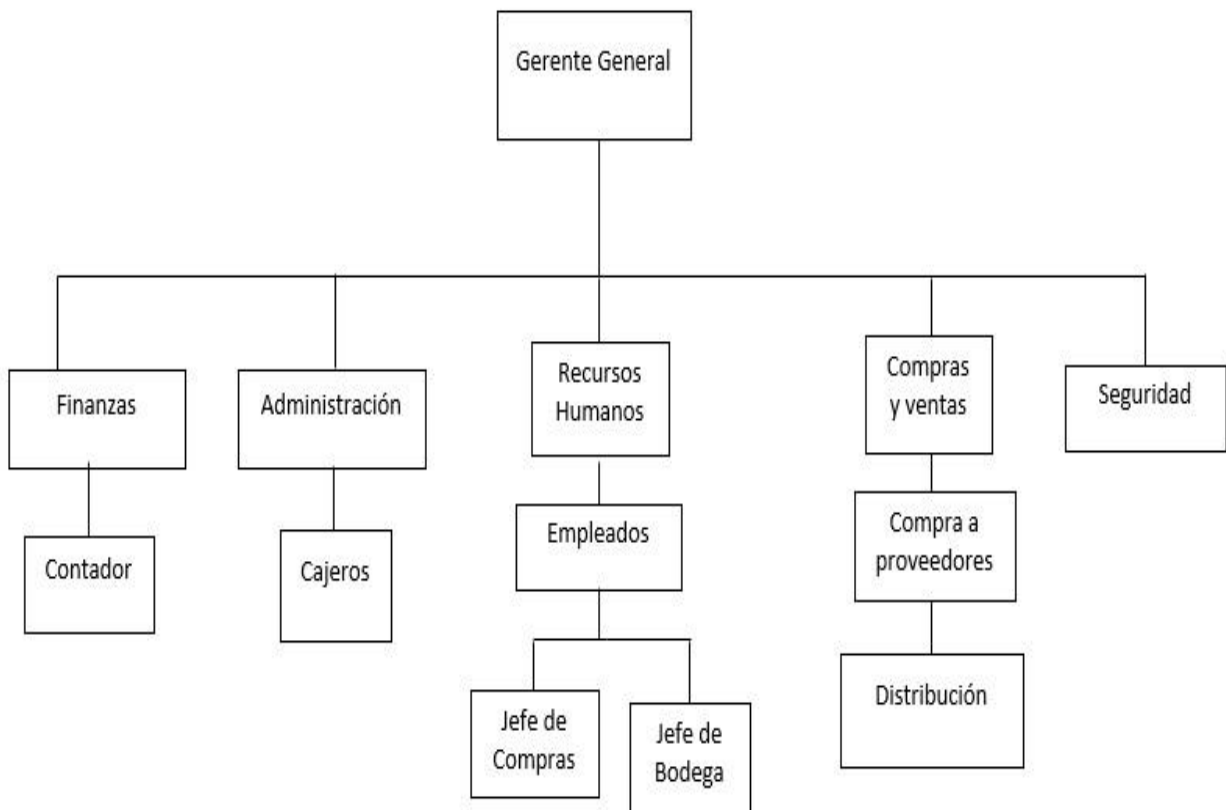 Gerente General
Finanzas
Administración
Recursos
Humanos
Compras
y ventas
Seguridad
Contador
Cajeros
Empleados
Compra a
proveedores
Jefe de
Compras
Jefe de
Bodega
Distribución